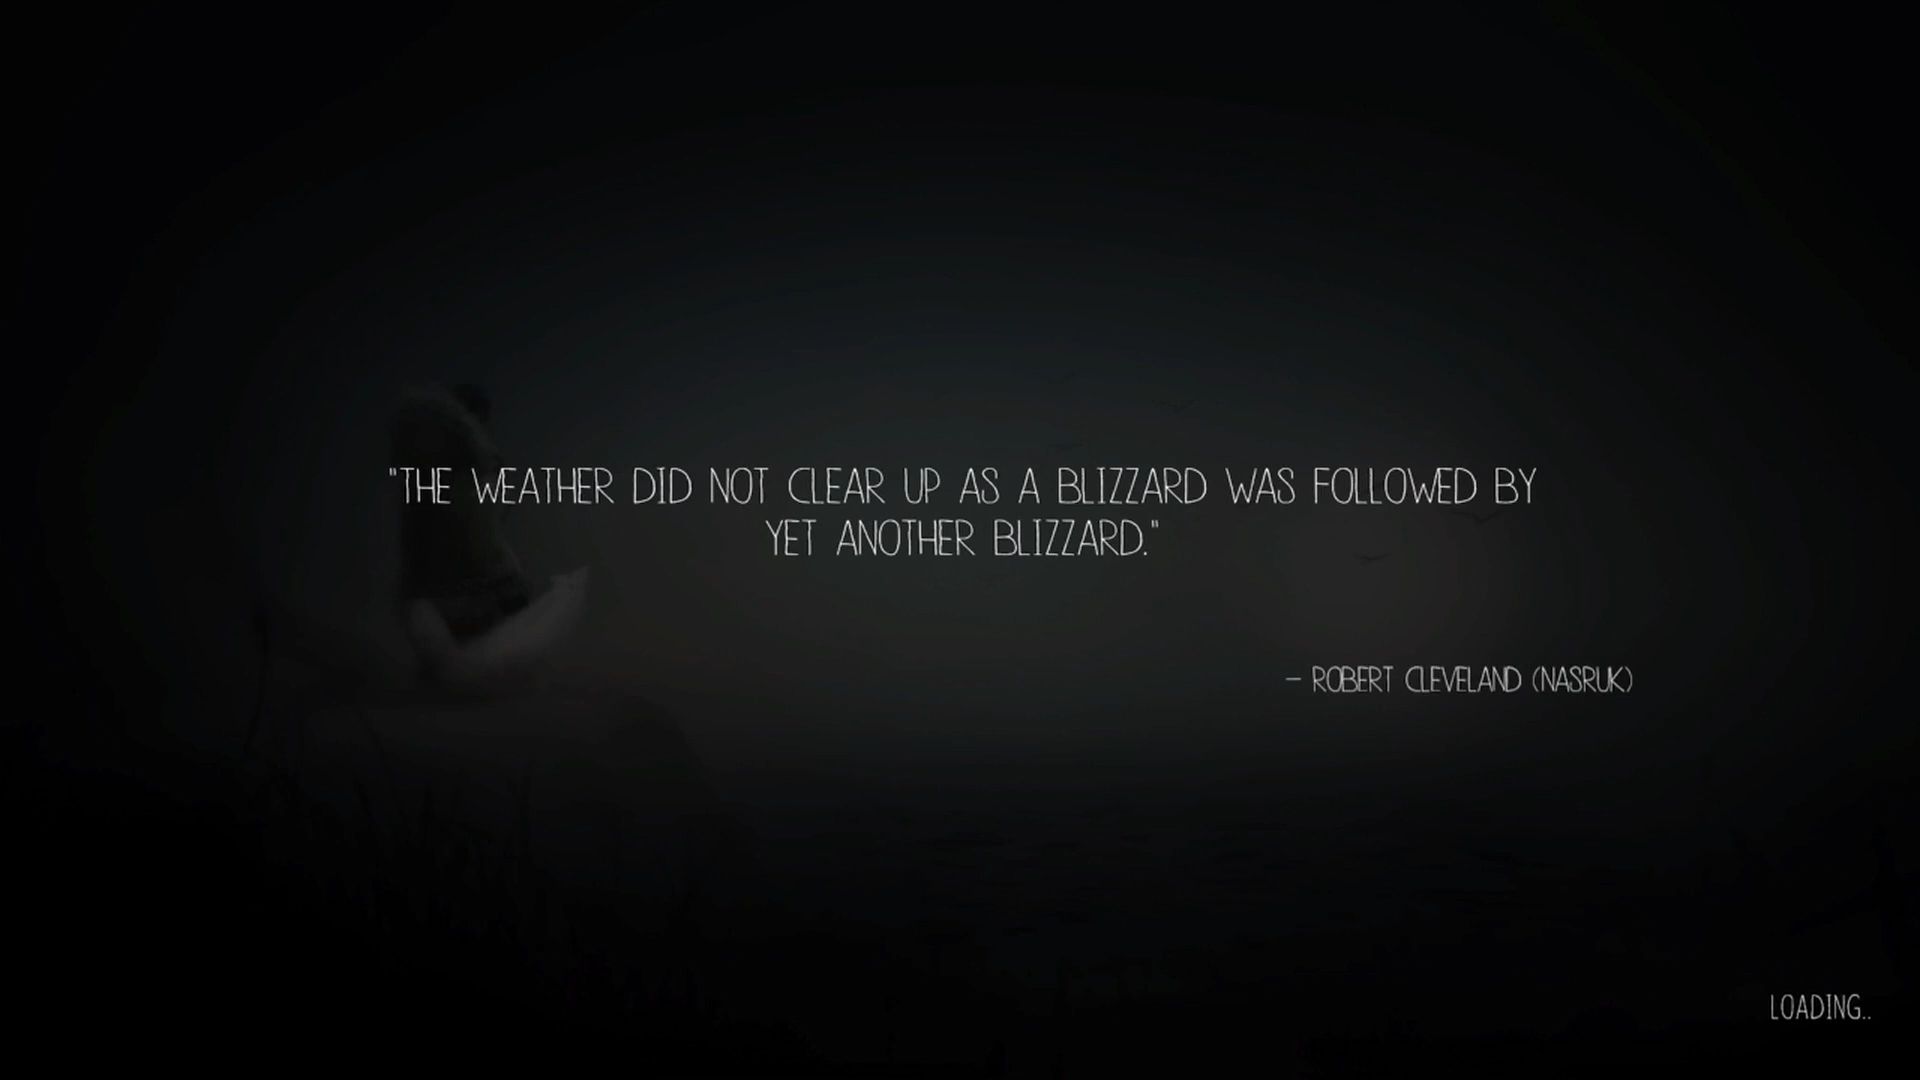 "THE WEATHER DID NOT CLEAR UP AS A BLIZZARD WAS FOLLOWED BY
YET ANOTHER BLIZZARD."
– ROBERT CLEVELAND (NASRUK)
LOADING..